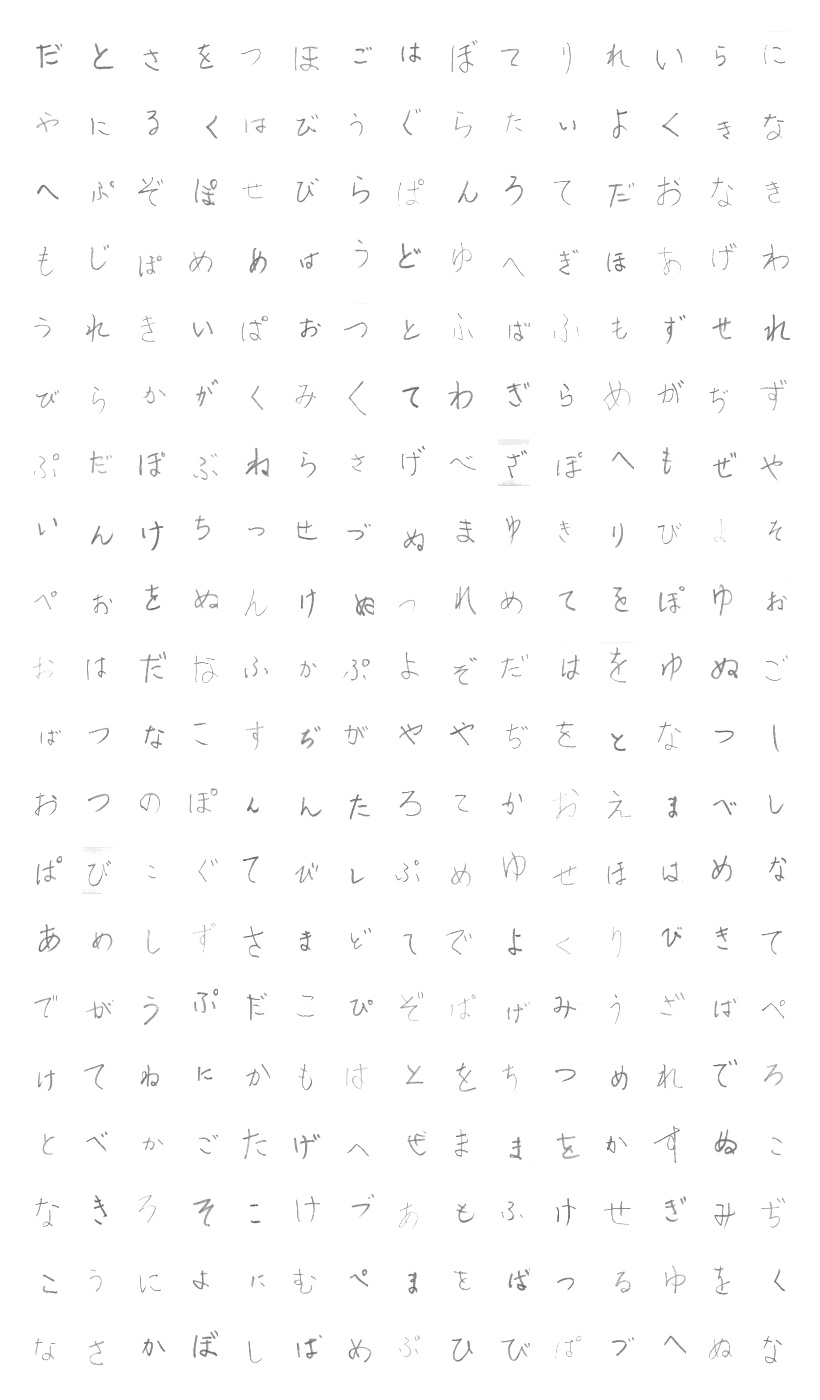 だとさをつほごはぼてりれいらに
やにるくはびうぐらたいよくきな
へぷぞぽせびらぱんろてだおなき
もじぱめめはうどゆへぎほあげわ
うれきいぱおつとふばふもずせれ
びらかがくみくてわぎらめがぢず
ぷだぽぶねらさげべざぽへもぜや
いんけちっせづぬまゆきりびよそ
ぺおをぬんけぬっれめてをぽゆお
おはだなふかぷよぞだはをゆぬご
ばつなこすぢがややぢをとなつし
おつのぽんんたろてかおえまべし
ぱびこぐてびしぷめゆせほはめな
あめしずさまどてでよくりびきて
でがうぷだこぴぞぱげみうざばぺ
けてねにかもはとをちつめれでろ
とべかごたげへぜままをかすぬこ
なきろそこけづあもふけせぎみぢ
こうによにむぺまをばつるゆをく
なさかぼしばめぷひびぱづへぬな